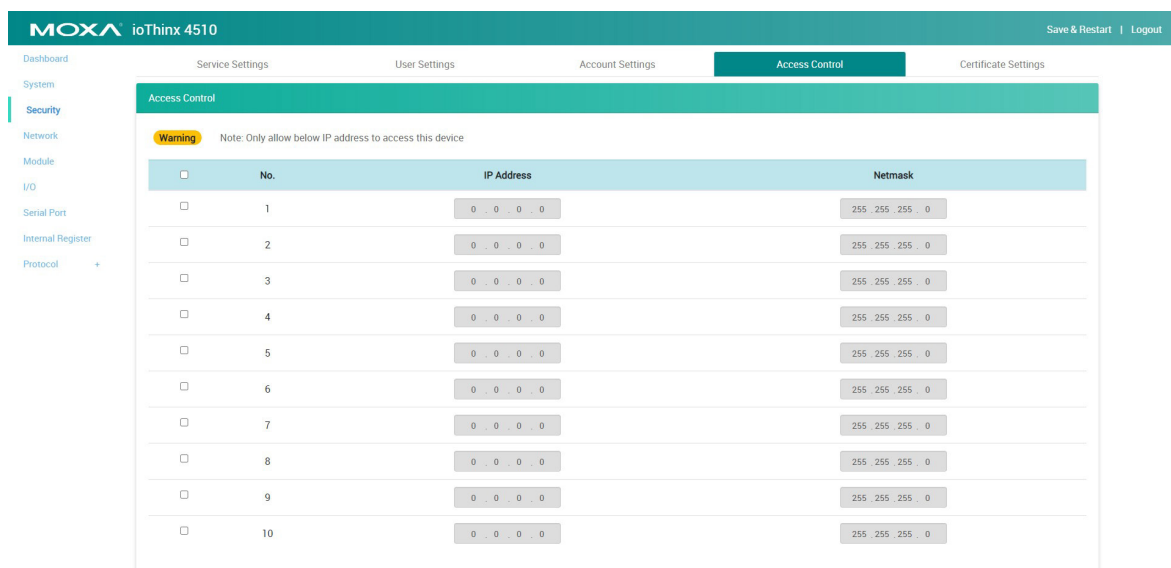 MOXA ioThinx 4510 Save & Restart | Logout
Dashboard
System
Security
Network
Module
I/O
Serial Port
Internal Register
Protocol +
Service Settings User Settings Account Settings Access Control Certificate Settings
Access Control
Warning Note: Only allow below IP address to access this device
No. IP Address Netmask
1 0 . 0 . 0 . 0 255 . 255 . 255 . 0
2 0 . 0 . 0 . 0 255 . 255 . 255 . 0
3 0 . 0 . 0 . 0 255 . 255 . 255 . 0
4 0 . 0 . 0 . 0 255 . 255 . 255 . 0
5 0 . 0 . 0 . 0 255 . 255 . 255 . 0
6 0 . 0 . 0 . 0 255 . 255 . 255 . 0
7 0 . 0 . 0 . 0 255 . 255 . 255 . 0
8 0 . 0 . 0 . 0 255 . 255 . 255 . 0
9 0 . 0 . 0 . 0 255 . 255 . 255 . 0
10 0 . 0 . 0 . 0 255 . 255 . 255 . 0